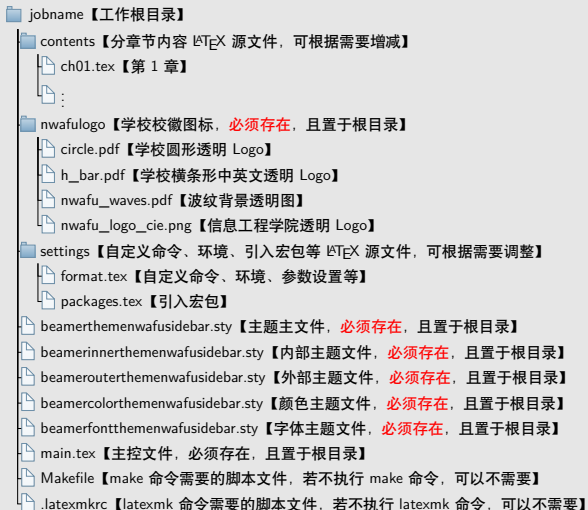 jobname【工作根目录】
contents【分章节内容 LATEX 源文件，可根据需要增减】
ch01.tex【第 1 章】
⋮
nwafulogo【学校校徽图标，必须存在，且置于根目录】
circle.pdf【学校圆形透明 Logo】
h_bar.pdf【学校横条形中英文透明 Logo】
nwafu_waves.pdf【波纹背景透明图】
nwafu_logo_cie.png【信息工程学院透明 Logo】
settings【自定义命令、环境、引入宏包等 LATEX 源文件，可根据需要调整】
format.tex【自定义命令、环境、参数设置等】
packages.tex【引入宏包】
beamerthemenwafusidebar.sty【主题主文件，必须存在，且置于根目录】
beamerinnerthemenwafusidebar.sty【内部主题文件，必须存在，且置于根目录】
beamerouterthemenwafusidebar.sty【外部主题文件，必须存在，且置于根目录】
beamercolorthemenwafusidebar.sty【颜色主题文件，必须存在，且置于根目录】
beamerfontthemenwafusidebar.sty【字体主题文件，必须存在，且置于根目录】
main.tex【主控文件，必须存在，且置于根目录】
Makefile【make 命令需要的脚本文件，若不执行 make 命令，可以不需要】
.latexmkrc【latexmk 命令需要的脚本文件，若不执行 latexmk 命令，可以不需要】